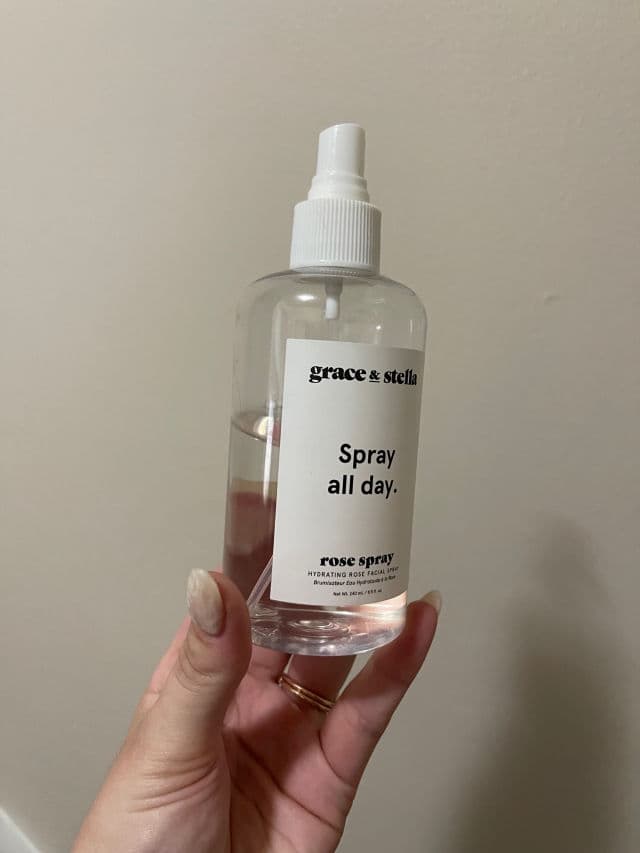 grace & stella
Spray
all day.
rose spray
HYDRATING ROSE FACIAL SPRAY
Brumisateur Eau Hydratante à la Rose